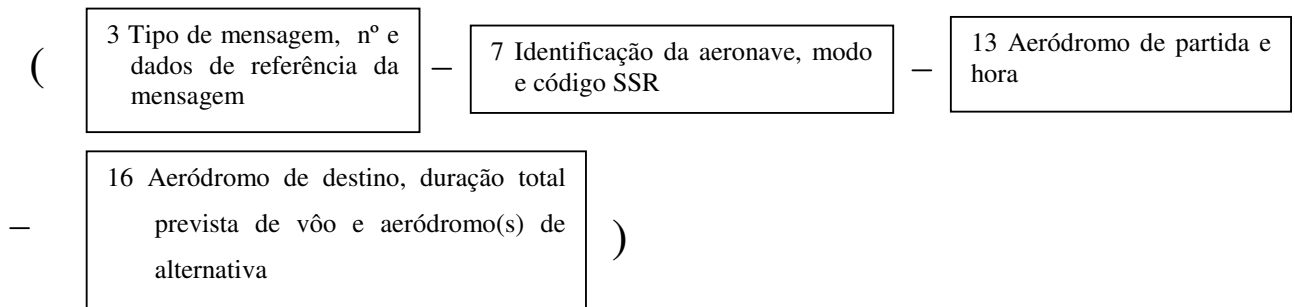 ( 3 Tipo de mensagem, nº e – 7 Identificação da aeronave, modo – 13 Aeródromo de partida e
dados de referência da e código SSR hora
mensagem
– 16 Aeródromo de destino, duração total )
prevista de vôo e aeródromo(s) de
alternativa